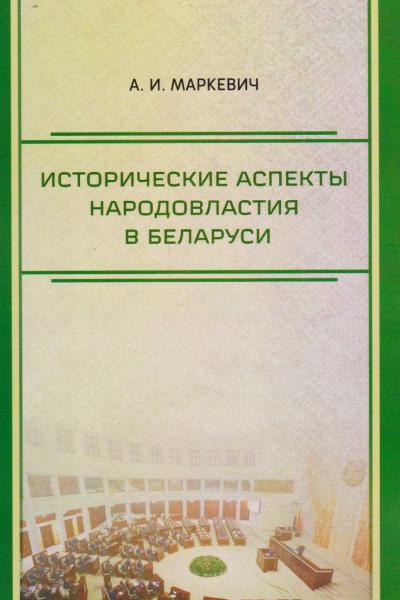 А. И. МАРКЕВИЧ
ИСТОРИЧЕСКИЕ АСПЕКТЫ
НАРОДОВЛАСТИЯ
В БЕЛАРУСИ